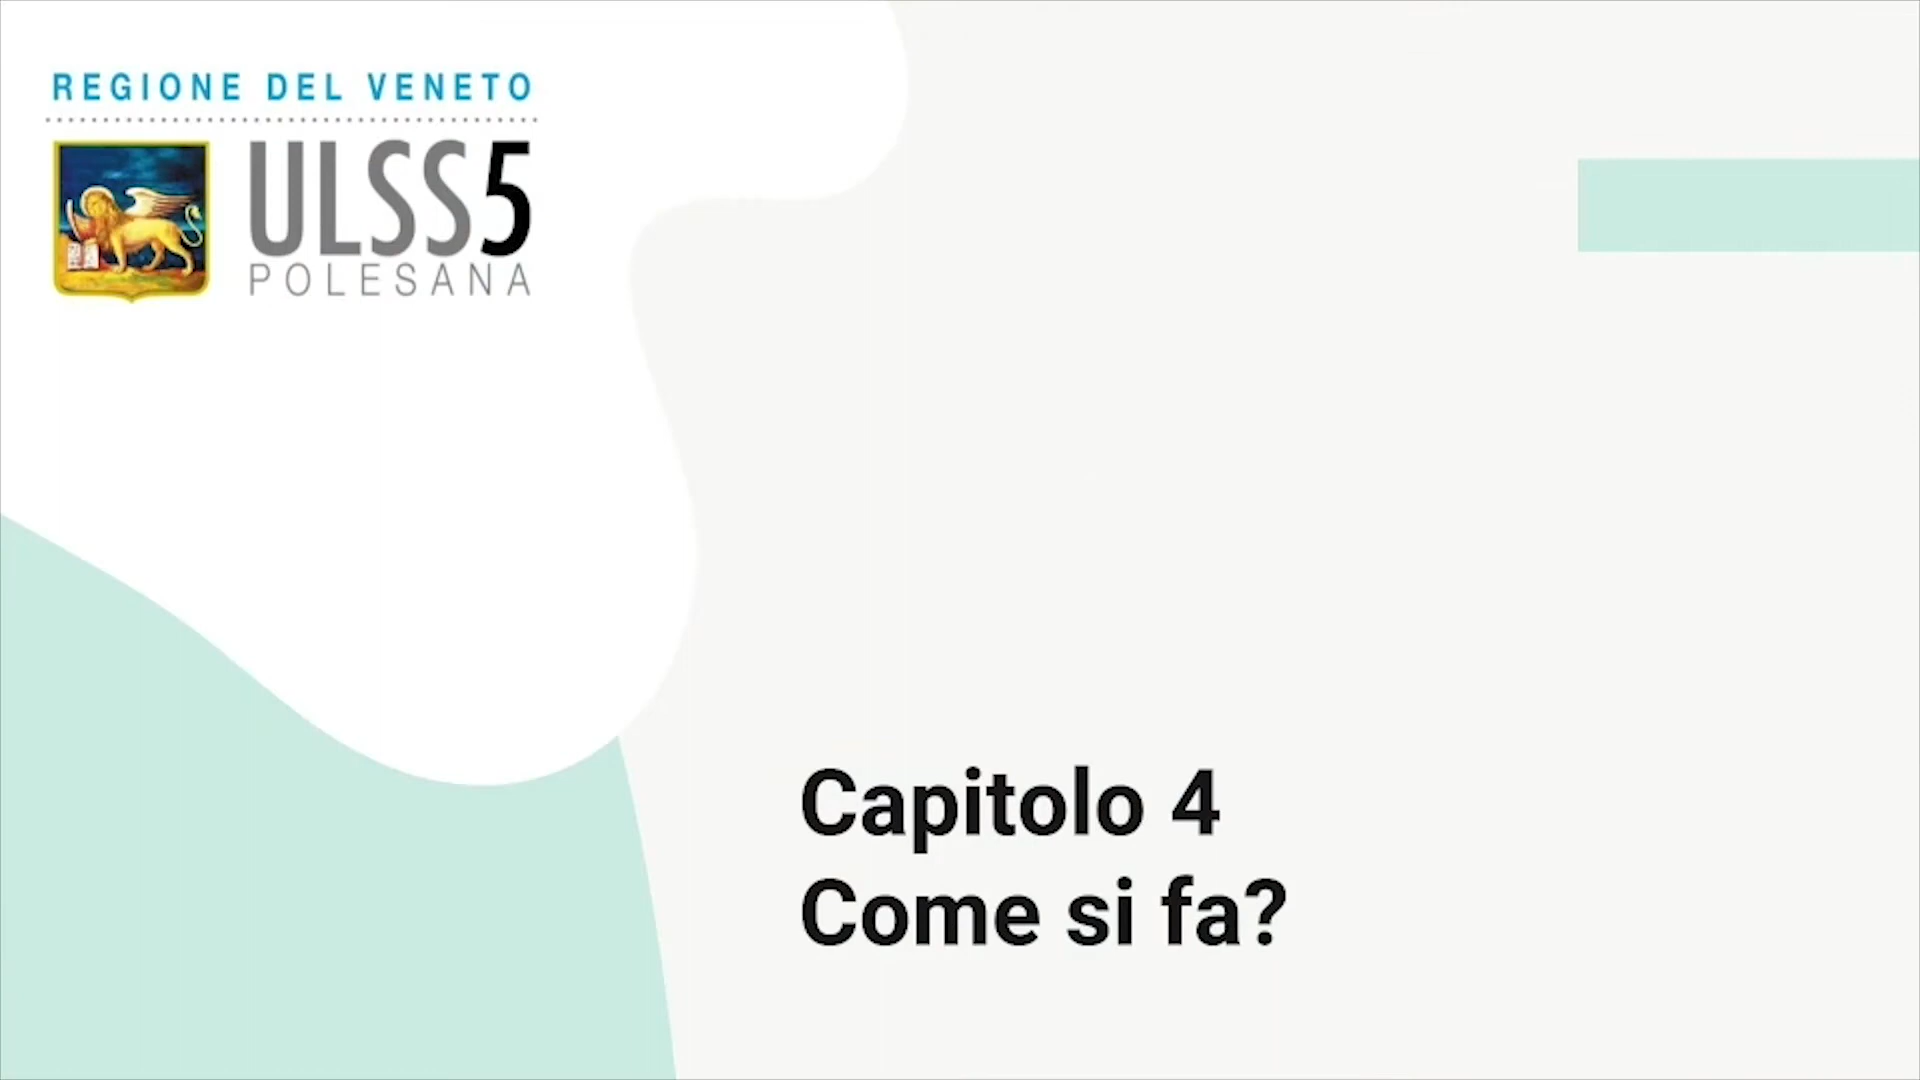 REGIONE DEL VENETO
ULSS5
POLESANA
Capitolo 4
Come si fa?